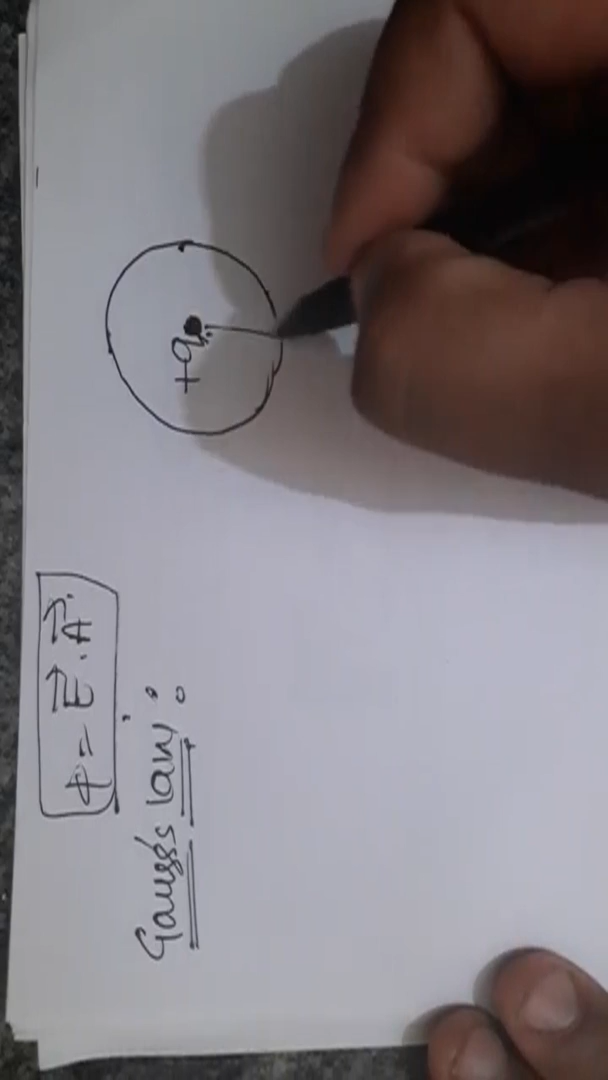 φ = E⃗ . A⃗.
Gauss's law :
+q